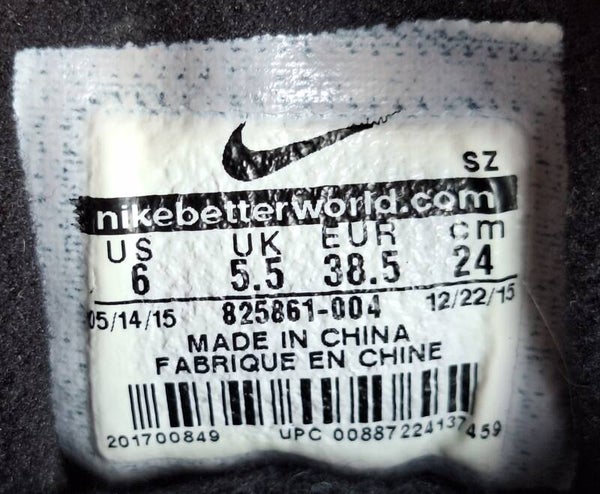 SZ
nikebetterworld.com
US UK EUR cm
6 5.5 38.5 24
05/14/15 825861-004 12/22/15
MADE IN CHINA
FABRIQUE EN CHINE
201700849 UPC 00887224137459